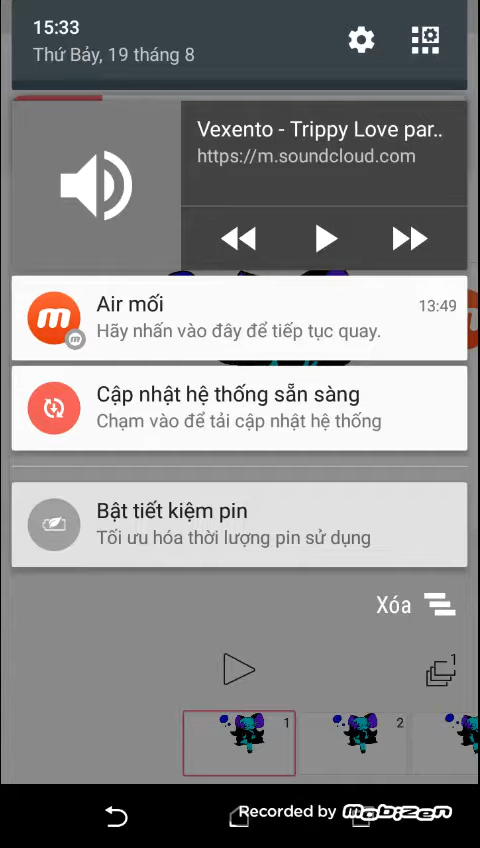 15:33
Thứ Bảy, 19 tháng 8
Vexento - Trippy Love par..
https://m.soundcloud.com
Air mối
13:49
Hãy nhấn vào đây để tiếp tục quay.
Cập nhật hệ thống sẵn sàng
Chạm vào để tải cập nhật hệ thống
Bật tiết kiệm pin
Tối ưu hóa thời lượng pin sử dụng
Xóa
1
1
2
Recorded by Mobizen